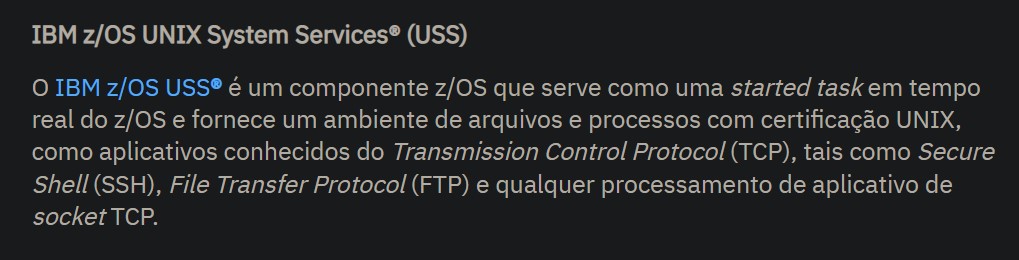 IBM z/OS UNIX System Services® (USS)
O IBM z/OS USS® é um componente z/OS que serve como uma started task em tempo
real do z/OS e fornece um ambiente de arquivos e processos com certificação UNIX,
como aplicativos conhecidos do Transmission Control Protocol (TCP), tais como Secure
Shell (SSH), File Transfer Protocol (FTP) e qualquer processamento de aplicativo de
socket TCP.